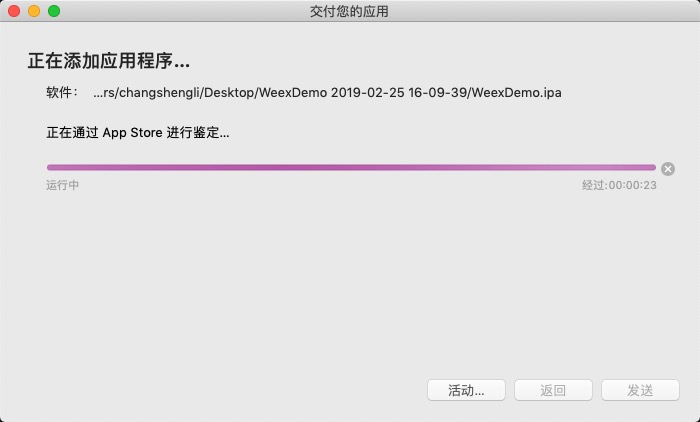 交付您的应用
正在添加应用程序...
软件： ...rs/changshengli/Desktop/WeexDemo 2019-02-25 16-09-39/WeexDemo.ipa
正在通过 App Store 进行鉴定...
运行中 经过:00:00:23
活动... 返回 发送